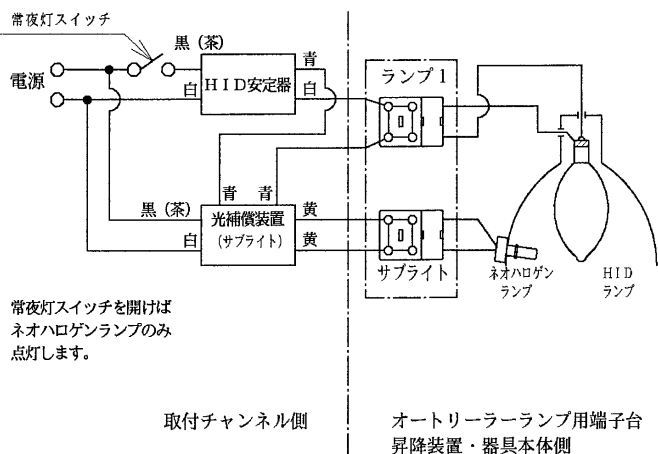 常夜灯スイッチ
黒（茶）
青
電源
白
ＨＩＤ安定器
白
ランプ１
青
青
黒（茶）
光補償装置
（サブライト）
黄
白
黄
サブライト
ネオハロゲン
ランプ
ＨＩＤ
ランプ
常夜灯スイッチを開けば
ネオハロゲンランプのみ
点灯します。
取付チャンネル側
オートリーラーランプ用端子台
昇降装置・器具本体側